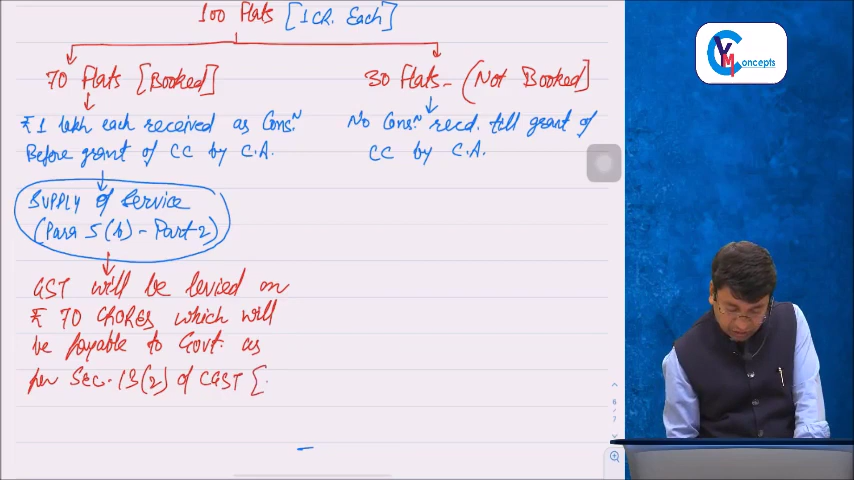 100 Flats [1 CR. Each]
70 Flats [Booked]
30 Flats - (Not Booked]
₹1 lakh each received as Consⁿ
Before grant of CC by C.A.
No Consⁿ recd. till grant of
CC by C.A.
SUPPLY of Service
(Para 5(b) - Part 2)
GST will be levied on
₹ 70 CRORES which will
be payable to Govt. as
per Sec. 13(2) of CGST [
VYM
Concepts
6
7